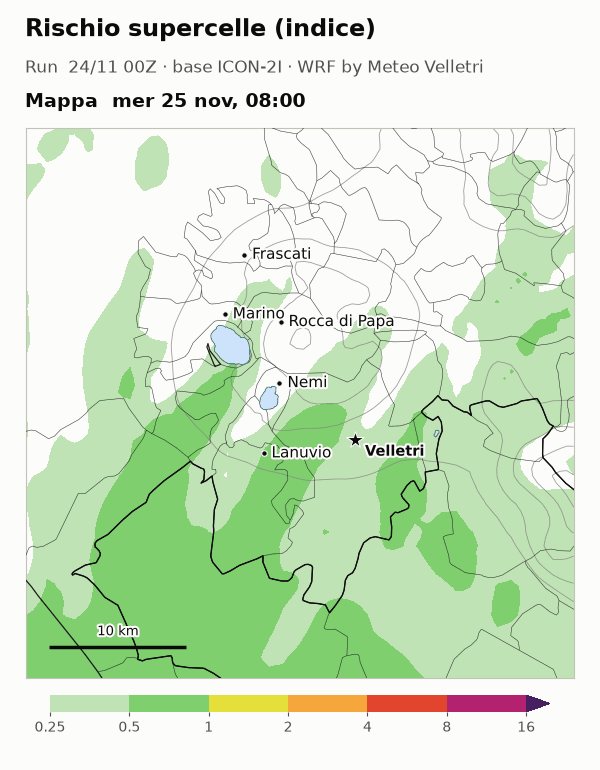 Rischio supercelle (indice)
Run  24/11 00Z · base ICON-2I · WRF by Meteo Velletri
Mappa  mer 25 nov, 08:00
Frascati
Marino
Rocca di Papa
Nemi
Velletri
Lanuvio
10 km
0.25 0.5 1 2 4 8 16